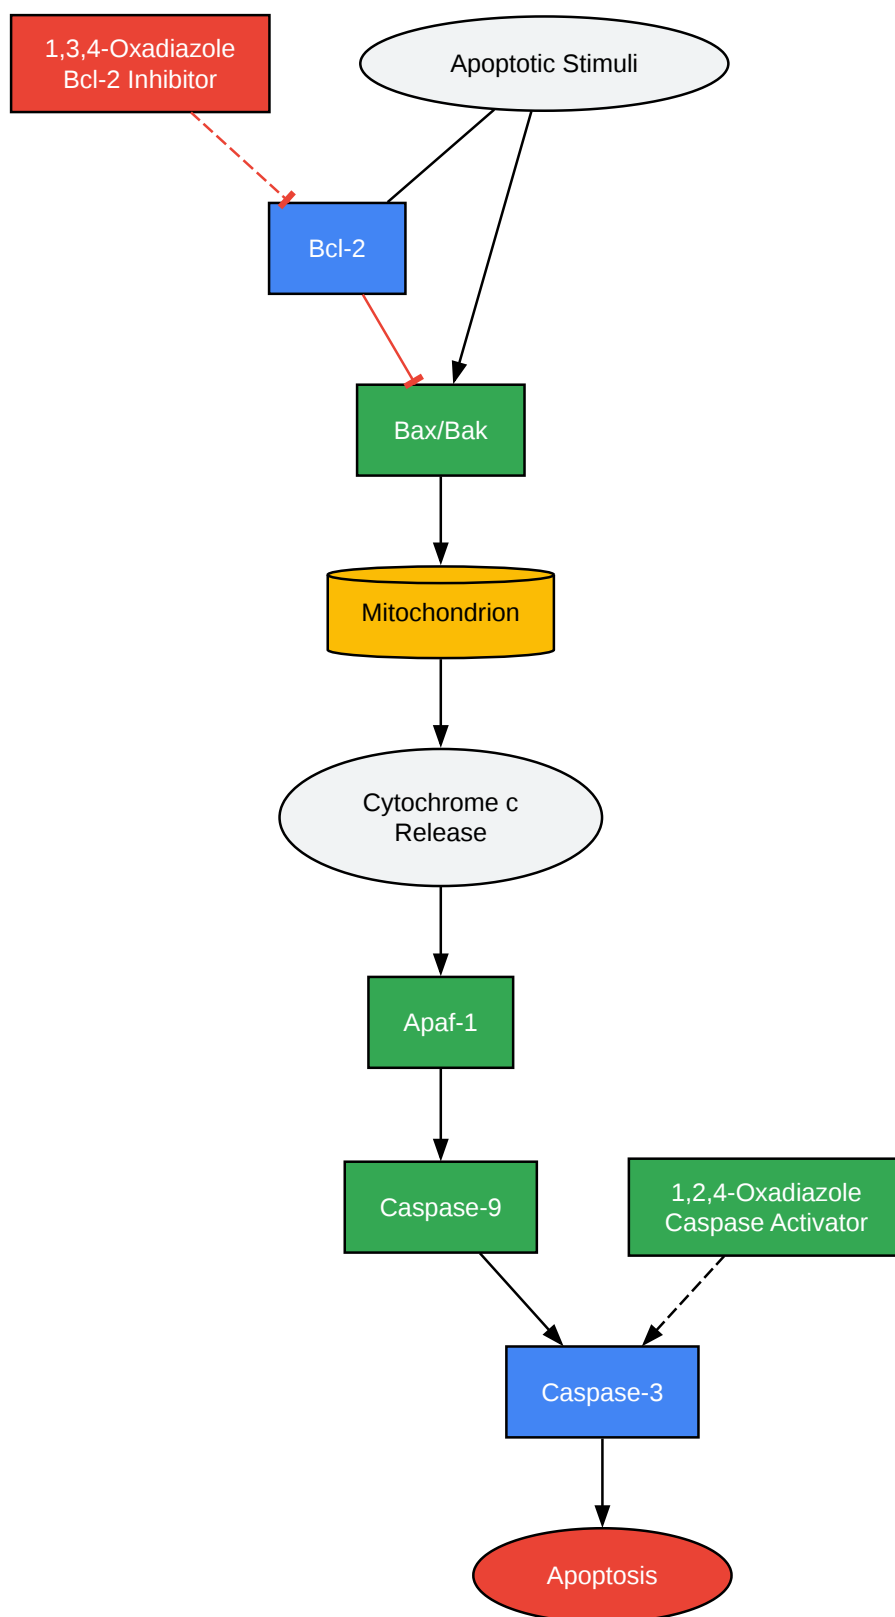 1,3,4-Oxadiazole
Bcl-2 Inhibitor
Apoptotic Stimuli
Bcl-2
Bax/Bak
Mitochondrion
Cytochrome c
Release
Apaf-1
Caspase-9
1,2,4-Oxadiazole
Caspase Activator
Caspase-3
Apoptosis